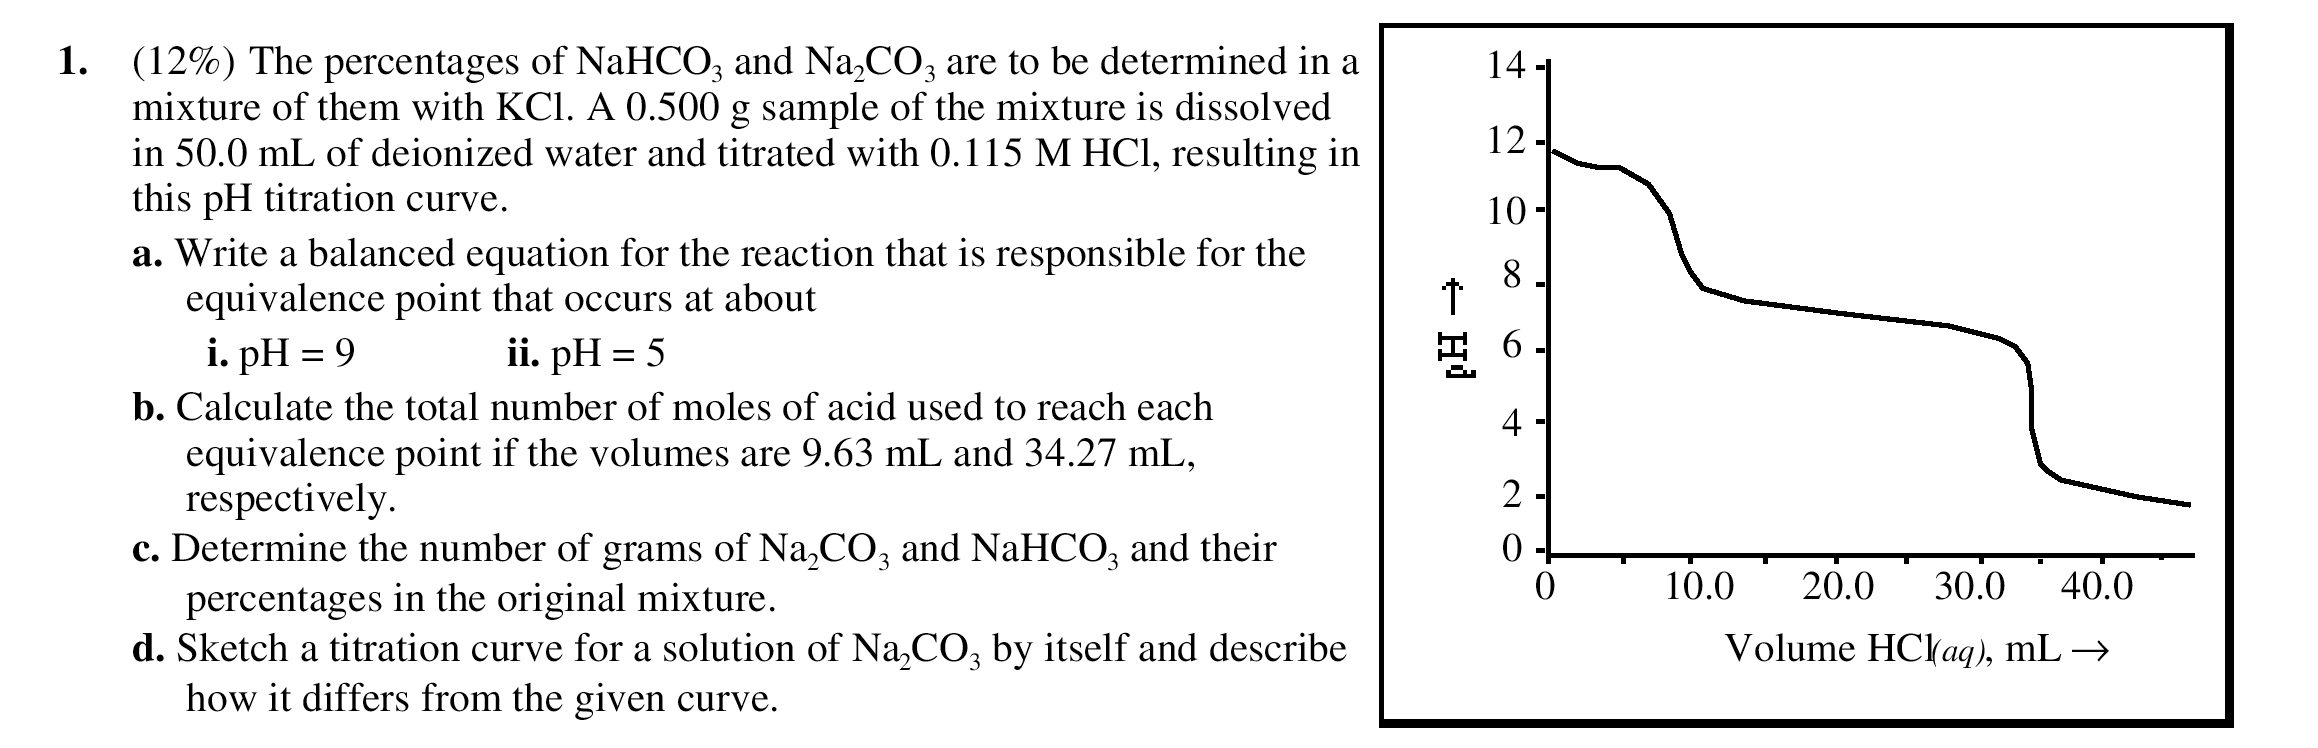 1. (12%) The percentages of NaHCO₃ and Na₂CO₃ are to be determined in a
mixture of them with KCl. A 0.500 g sample of the mixture is dissolved
in 50.0 mL of deionized water and titrated with 0.115 M HCl, resulting in
this pH titration curve.
a. Write a balanced equation for the reaction that is responsible for the
equivalence point that occurs at about
i. pH = 9 ii. pH = 5
b. Calculate the total number of moles of acid used to reach each
equivalence point if the volumes are 9.63 mL and 34.27 mL,
respectively.
c. Determine the number of grams of Na₂CO₃ and NaHCO₃ and their
percentages in the original mixture.
d. Sketch a titration curve for a solution of Na₂CO₃ by itself and describe
how it differs from the given curve.
14
12
10
8
6
4
2
0
pH →
0 10.0 20.0 30.0 40.0
Volume HCl(aq), mL →